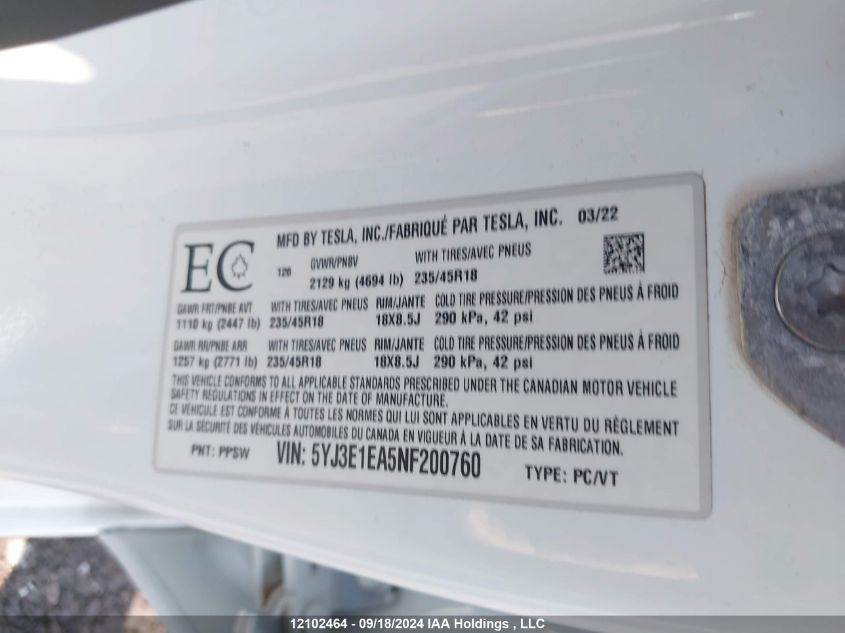 EC
MFD BY TESLA, INC./FABRIQUÉ PAR TESLA, INC. 03/22
126
GVWR/PNBV WITH TIRES/AVEC PNEUS
2129 kg (4694 lb) 235/45R18
GAWR FRT/PNBE AVT WITH TIRES/AVEC PNEUS RIM/JANTE COLD TIRE PRESSURE/PRESSION DES PNEUS À FROID
1110 kg (2447 lb) 235/45R18 18X8.5J 290 kPa, 42 psi
GAWR RR/PNBE ARR WITH TIRES/AVEC PNEUS RIM/JANTE COLD TIRE PRESSURE/PRESSION DES PNEUS À FROID
1257 kg (2771 lb) 235/45R18 18X8.5J 290 kPa, 42 psi
THIS VEHICLE CONFORMS TO ALL APPLICABLE STANDARDS PRESCRIBED UNDER THE CANADIAN MOTOR VEHICLE
SAFETY REGULATIONS IN EFFECT ON THE DATE OF MANUFACTURE.
CE VÉHICULE EST CONFORME À TOUTES LES NORMES QUI LUI SONT APPLICABLES EN VERTU DU RÈGLEMENT
SUR LA SÉCURITÉ DES VÉHICULES AUTOMOBILES DU CANADA EN VIGUEUR À LA DATE DE SA FABRICATION.
PNT: PPSW VIN: 5YJ3E1EA5NF200760 TYPE: PC/VT
12102464 - 09/18/2024 IAA Holdings , LLC